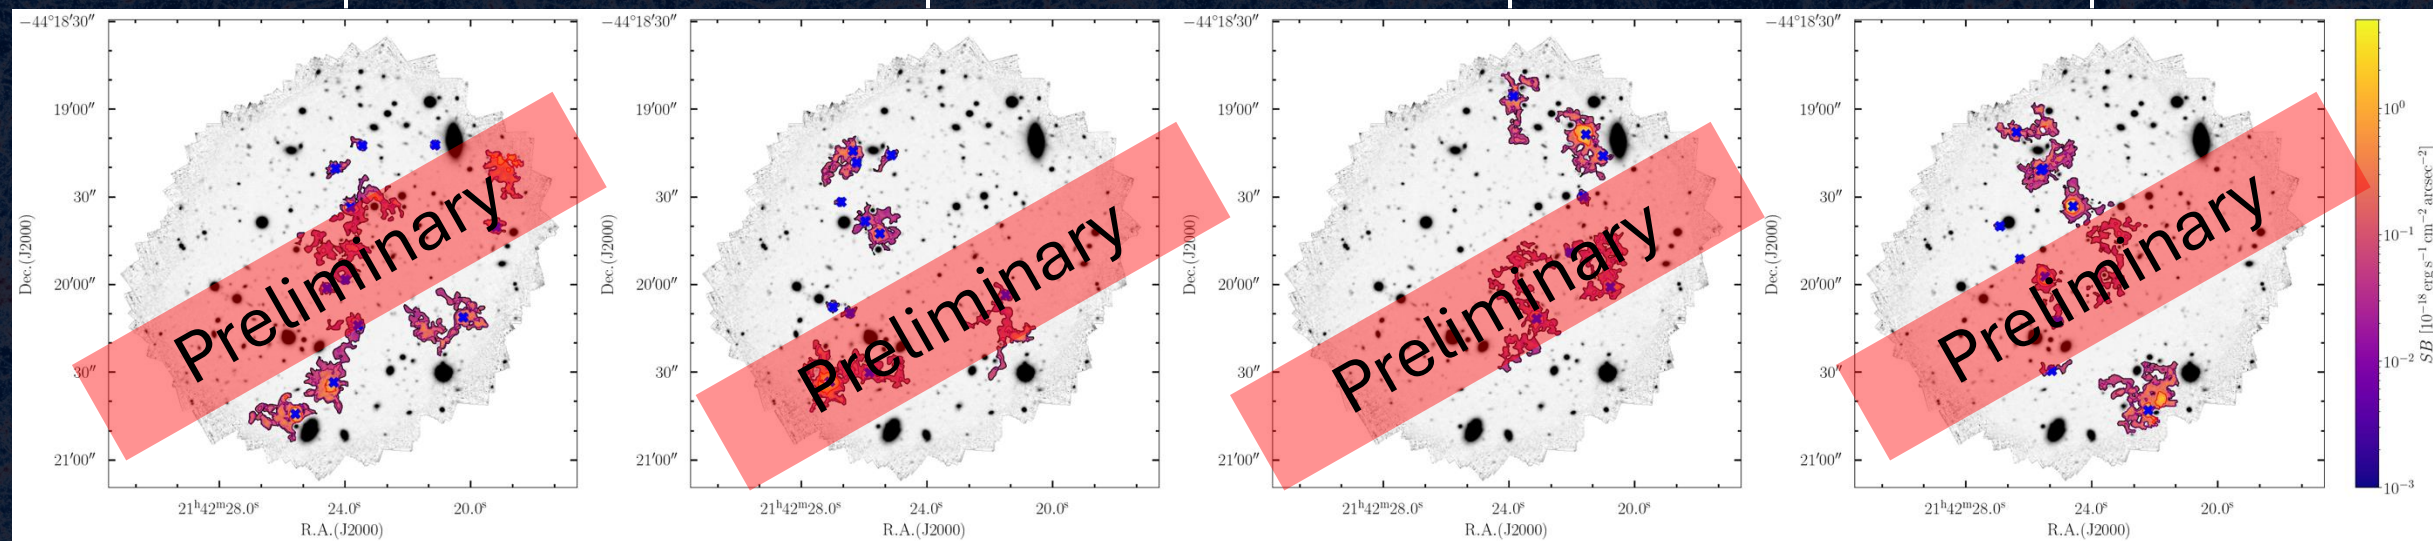 −44°18′30″
19′00″
30″
20′00″
30″
21′00″
Dec.(J2000)
21ʰ42ᵐ28.0ˢ 24.0ˢ 20.0ˢ
R.A.(J2000)
Preliminary
−44°18′30″
19′00″
30″
20′00″
30″
21′00″
Dec.(J2000)
21ʰ42ᵐ28.0ˢ 24.0ˢ 20.0ˢ
R.A.(J2000)
Preliminary
−44°18′30″
19′00″
30″
20′00″
30″
21′00″
Dec.(J2000)
21ʰ42ᵐ28.0ˢ 24.0ˢ 20.0ˢ
R.A.(J2000)
Preliminary
−44°18′30″
19′00″
30″
20′00″
30″
21′00″
Dec.(J2000)
21ʰ42ᵐ28.0ˢ 24.0ˢ 20.0ˢ
R.A.(J2000)
Preliminary
10⁰
10⁻¹
10⁻²
10⁻³
SB [10⁻¹⁸ erg s⁻¹ cm⁻² arcsec⁻²]